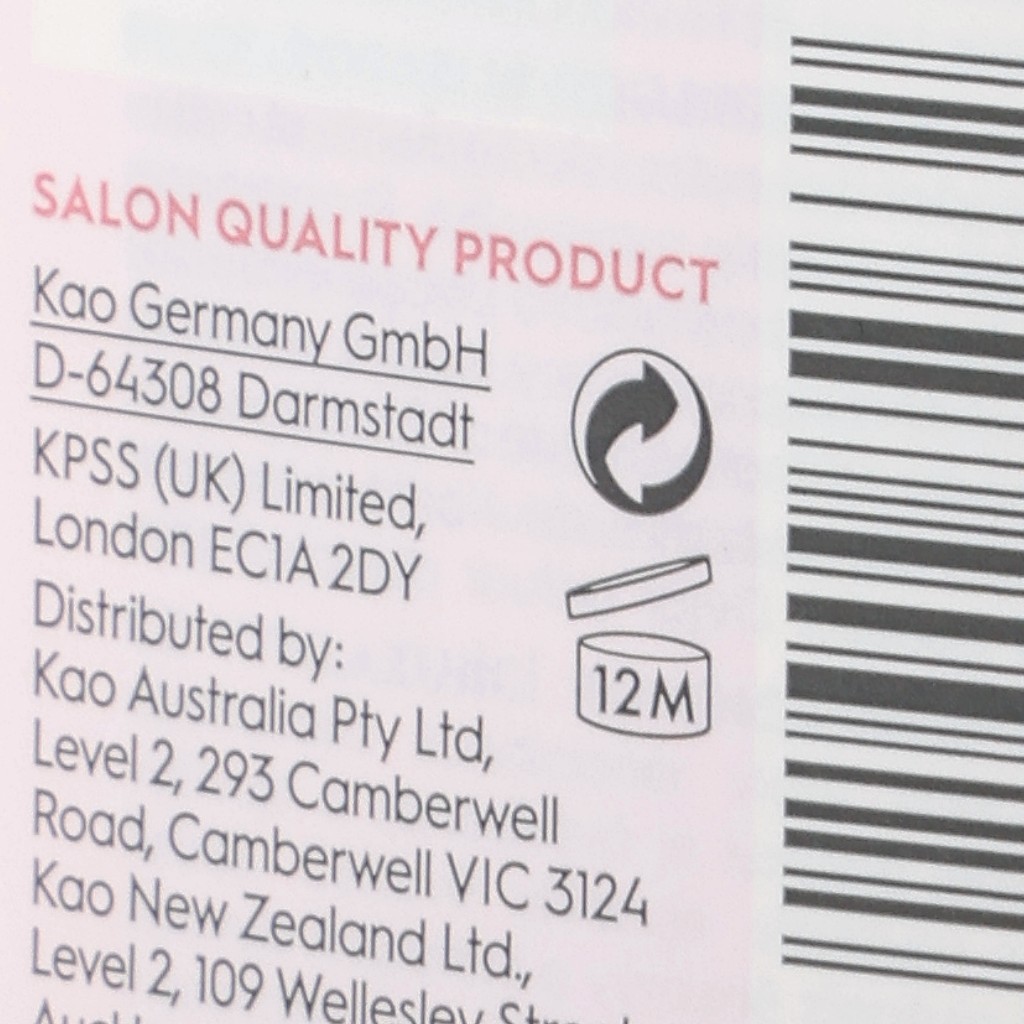 SALON QUALITY PRODUCT
Kao Germany GmbH
D-64308 Darmstadt
KPSS (UK) Limited,
London EC1A 2DY
Distributed by:
Kao Australia Pty Ltd,
Level 2, 293 Camberwell
Road, Camberwell VIC 3124
Kao New Zealand Ltd.,
Level 2, 109 Wellesley
12M